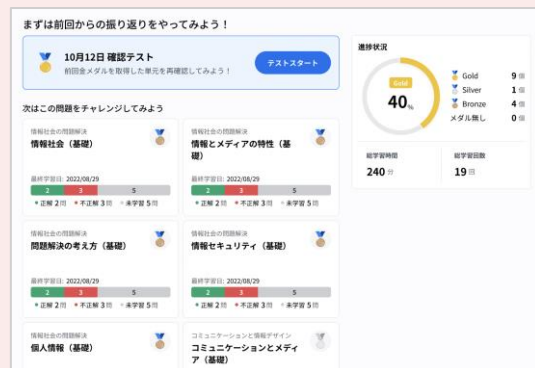 まずは前回からの振り返りをやってみよう！
10月12日 確認テスト
前回金メダルを取得した単元を再確認してみよう！
テストスタート
次はこの問題をチャレンジしてみよう
情報社会の問題解決
情報社会（基礎）
最終学習日: 2022/08/29
2 3 5
正解 2問 不正解 3問 未学習 5問
情報社会の問題解決
情報とメディアの特性（基
礎）
最終学習日: 2022/08/29
2 3 5
正解 2問 不正解 3問 未学習 5問
情報社会の問題解決
問題解決の考え方（基礎）
最終学習日: 2022/08/29
2 3 5
正解 2問 不正解 3問 未学習 5問
情報社会の問題解決
情報セキュリティ（基礎）
最終学習日: 2022/08/29
2 3 5
正解 2問 不正解 3問 未学習 5問
情報社会の問題解決
個人情報（基礎）
コミュニケーションと情報デザイン
コミュニケーションとメディ
ア（基礎）
進捗状況
Gold
40%
Gold 9個
Silver 1個
Bronze 4個
メダル無し 0個
総学習時間
240分
総学習回数
19回